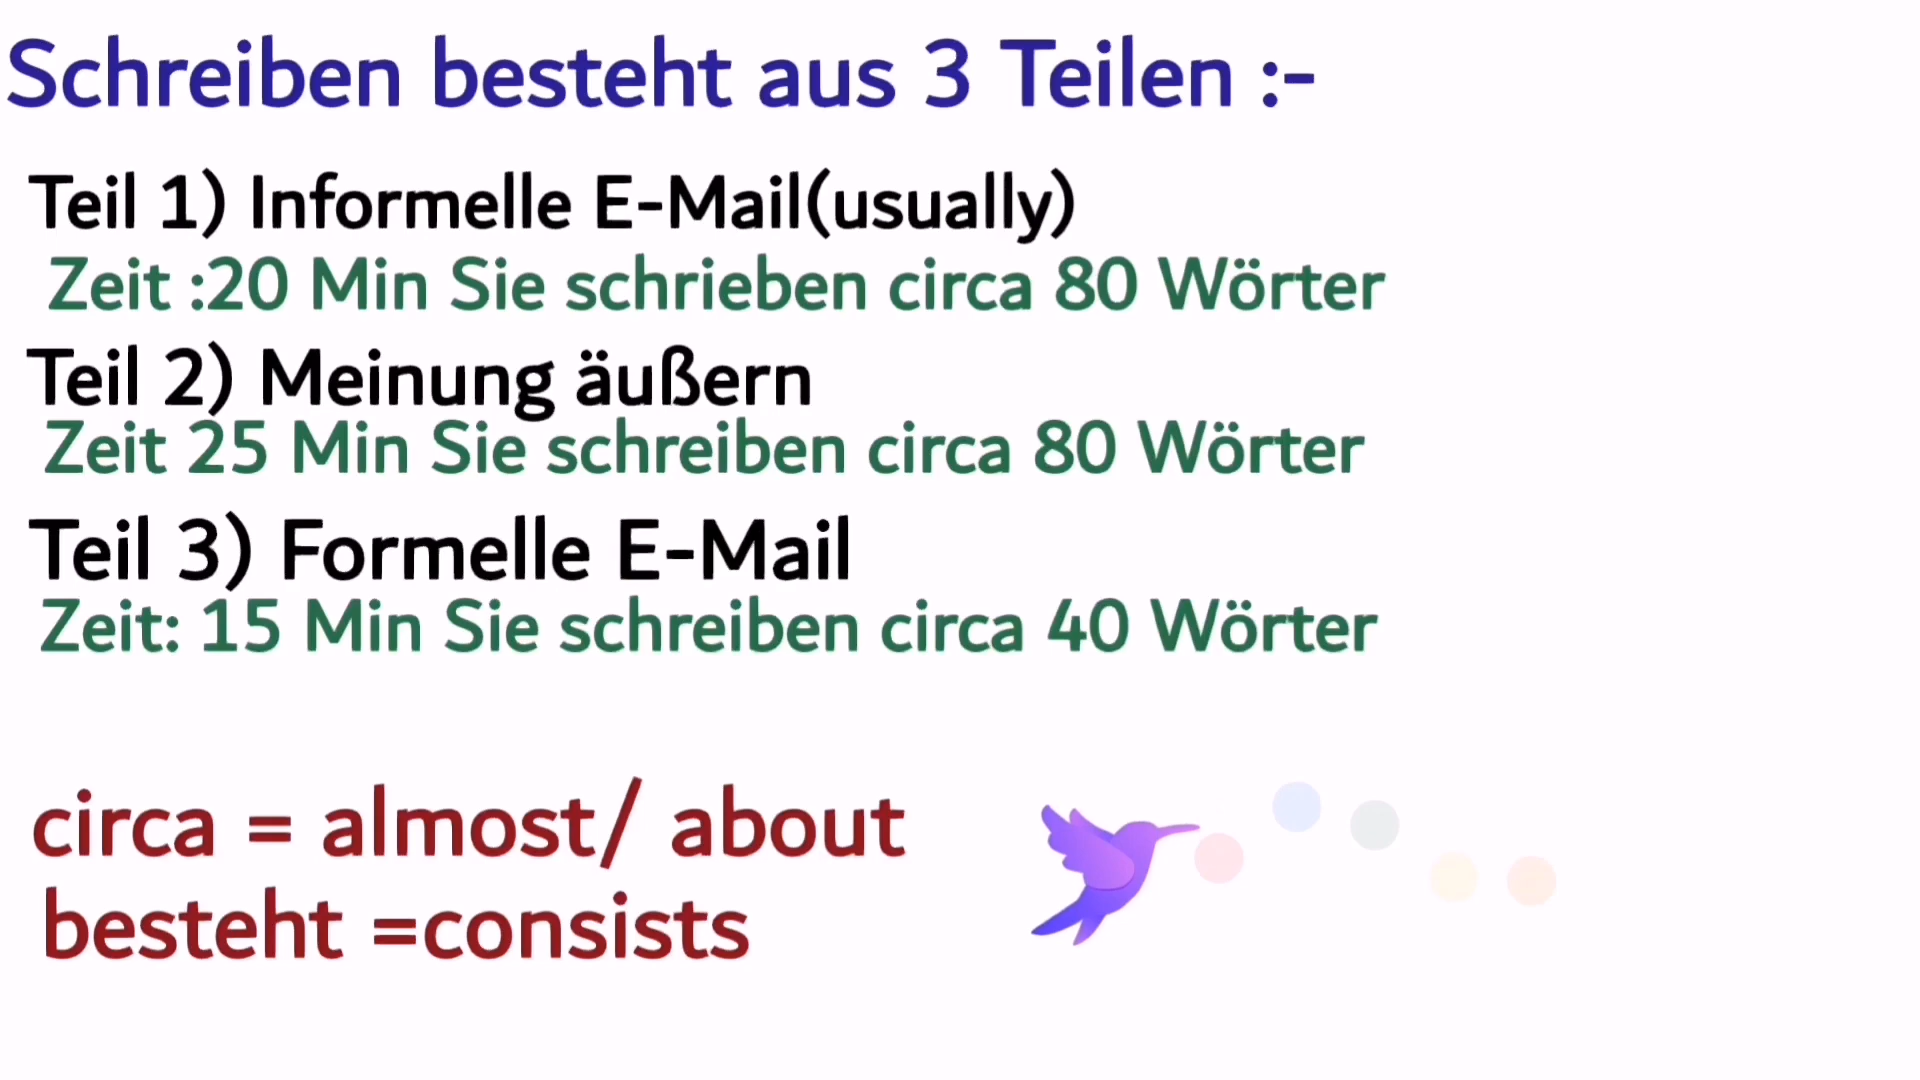 Schreiben besteht aus 3 Teilen :-
Teil 1) Informelle E-Mail(usually)
Zeit :20 Min Sie schrieben circa 80 Wörter
Teil 2) Meinung äußern
Zeit 25 Min Sie schreiben circa 80 Wörter
Teil 3) Formelle E-Mail
Zeit: 15 Min Sie schreiben circa 40 Wörter
circa = almost/ about
besteht =consists